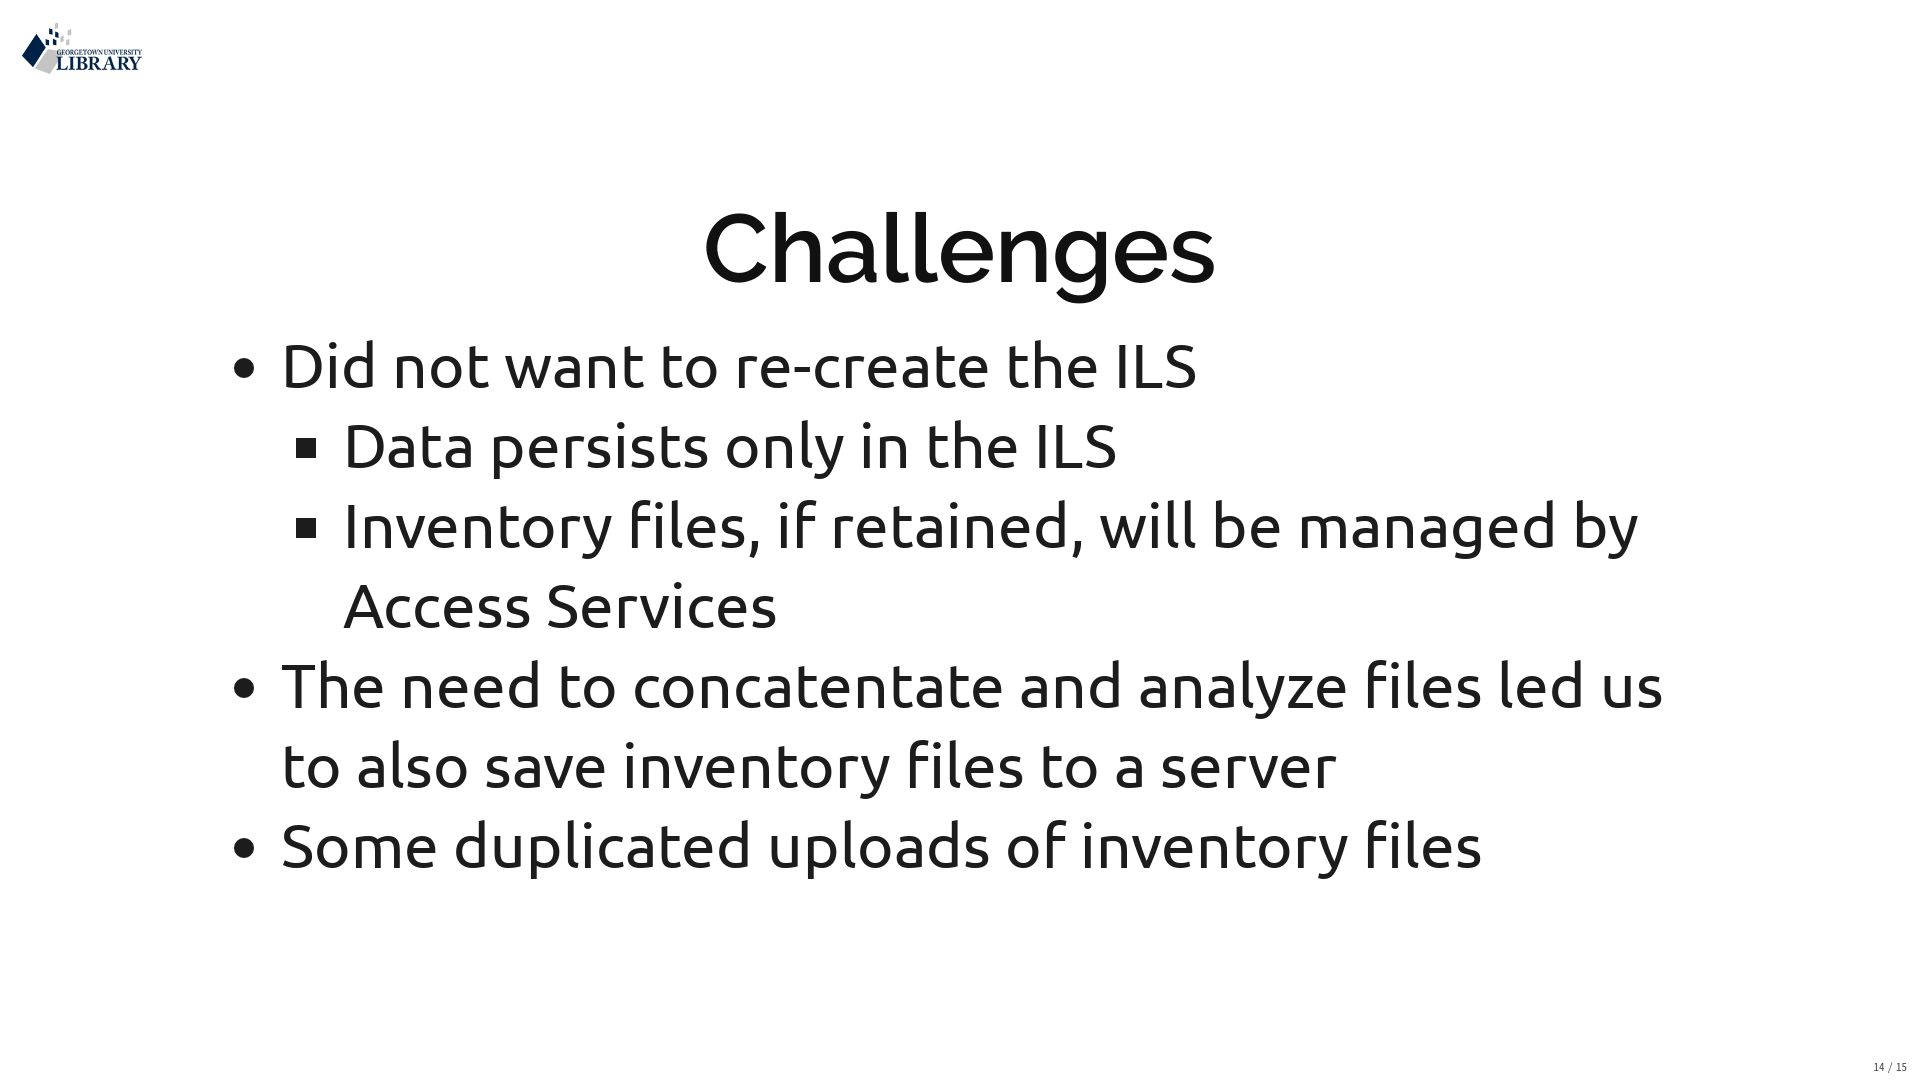 GEORGETOWN UNIVERSITY
LIBRARY
Challenges
Did not want to re-create the ILS
Data persists only in the ILS
Inventory files, if retained, will be managed by
Access Services
The need to concatentate and analyze files led us
to also save inventory files to a server
Some duplicated uploads of inventory files
14 / 15